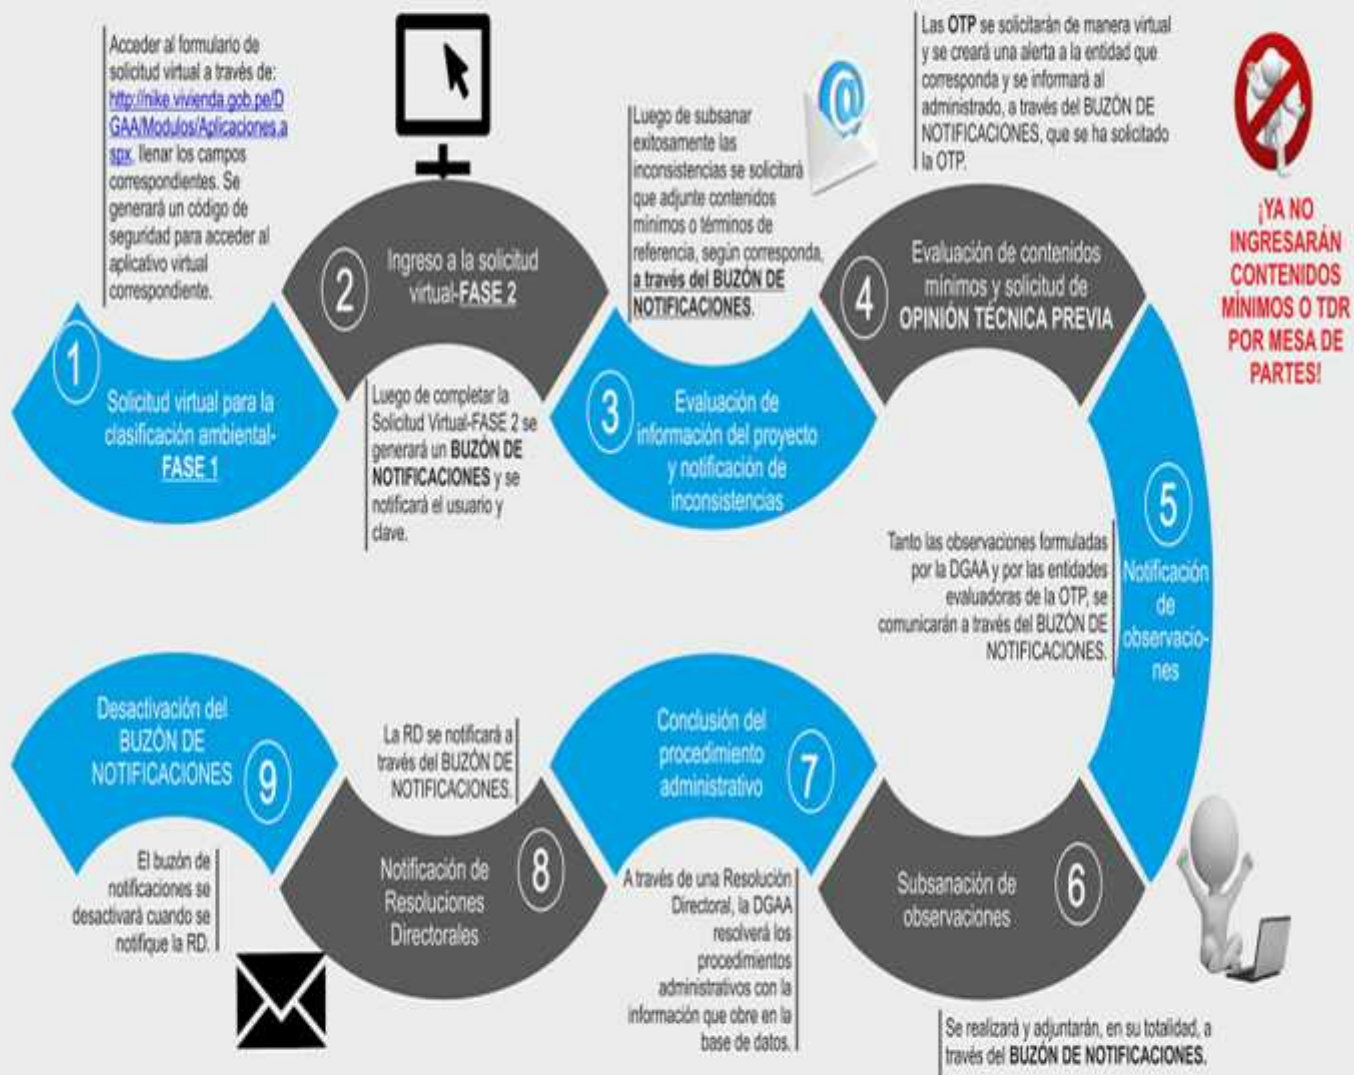 Acceder al formulario de
solicitud virtual a través de:
http://nike.vivienda.gob.pe/D
GAA/Modulos/Aplicaciones.a
spx, llenar los campos
correspondientes. Se
generará un código de
seguridad para acceder al
aplicativo virtual
correspondiente.
1
Solicitud virtual para la
clasificación ambiental-
FASE 1
2
Ingreso a la solicitud
virtual-FASE 2
Luego de completar la
Solicitud Virtual-FASE 2 se
generará un BUZÓN DE
NOTIFICACIONES y se
notificará el usuario y
clave.
Luego de subsanar
exitosamente las
inconsistencias se solicitará
que adjunte contenidos
mínimos o términos de
referencia, según corresponda,
a través del BUZÓN DE
NOTIFICACIONES.
3
Evaluación de
información del proyecto
y notificación de
inconsistencias
@
Las OTP se solicitarán de manera virtual
y se creará una alerta a la entidad que
corresponda y se informará al
administrado, a través del BUZÓN DE
NOTIFICACIONES, que se ha solicitado
la OTP.
4
Evaluación de contenidos
mínimos y solicitud de
OPINIÓN TÉCNICA PREVIA
¡YA NO
INGRESARÁN
CONTENIDOS
MÍNIMOS O TDR
POR MESA DE
PARTES!
5
Notificación
de
observacio-
nes
Tanto las observaciones formuladas
por la DGAA y por las entidades
evaluadoras de la OTP, se
comunicarán a través del BUZÓN DE
NOTIFICACIONES.
6
Subsanación de
observaciones
Se realizará y adjuntarán, en su totalidad, a
través del BUZÓN DE NOTIFICACIONES.
7
Conclusión del
procedimiento
administrativo
A través de una Resolución
Directoral, la DGAA
resolverá los
procedimientos
administrativos con la
información que obre en la
base de datos.
La RD se notificará a
través del BUZÓN DE
NOTIFICACIONES.
8
Notificación de
Resoluciones
Directorales
9
Desactivación del
BUZÓN DE
NOTIFICACIONES
El buzón de
notificaciones se
desactivará cuando se
notifique la RD.